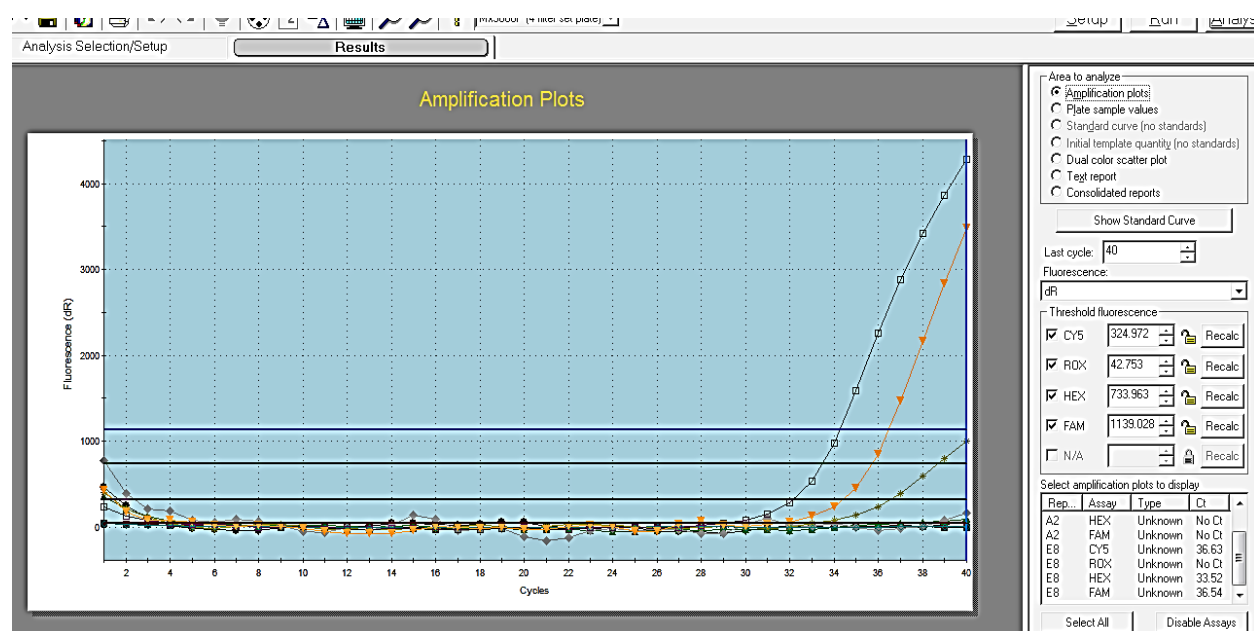 Mx3000P (4 filter set plate)
Setup Run Analys
Analysis Selection/Setup Results
Amplification Plots
4000
3000
2000
1000
0
Fluorescence (dR)
2 4 6 8 10 12 14 16 18 20 22 24 26 28 30 32 34 36 38 40
Cycles
Area to analyze
Amplification plots
Plate sample values
Standard curve (no standards)
Initial template quantity (no standards)
Dual color scatter plot
Text report
Consolidated reports
Show Standard Curve
Last cycle: 40
Fluorescence:
dR
Threshold fluorescence
CY5 324.972 Recalc
ROX 42.753 Recalc
HEX 733.963 Recalc
FAM 1139.028 Recalc
N/A Recalc
Select amplification plots to display
Rep... Assay Type Ct
A2 HEX Unknown No Ct
A2 FAM Unknown No Ct
E8 CY5 Unknown 36.63
E8 ROX Unknown No Ct
E8 HEX Unknown 33.52
E8 FAM Unknown 36.54
Select All Disable Assays